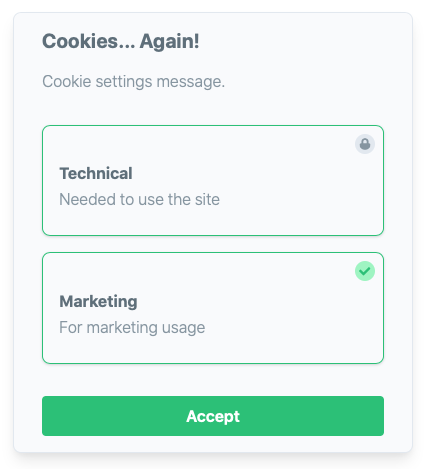 Cookies... Again!
Cookie settings message.
Technical
Needed to use the site
Marketing
For marketing usage
Accept